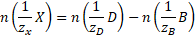 n(1/z_x X) = n(1/z_D D) − n(1/z_B B)